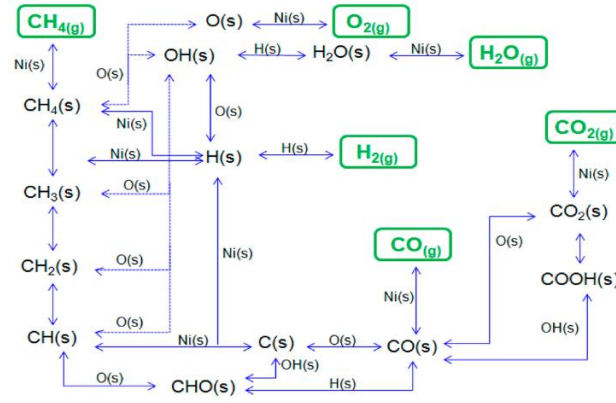 CH4(g)
O(s)
Ni(s)
O2(g)
OH(s)
H(s)
H2O(s)
Ni(s)
H2O(g)
Ni(s)
O(s)
CH4(s)
Ni(s)
O(s)
CO2(g)
Ni(s)
H(s)
H(s)
H2(g)
Ni(s)
CH3(s)
O(s)
CO2(s)
CO(g)
O(s)
Ni(s)
CH2(s)
O(s)
COOH(s)
Ni(s)
O(s)
OH(s)
CH(s)
Ni(s)
C(s)
O(s)
CO(s)
OH(s)
O(s)
CHO(s)
H(s)